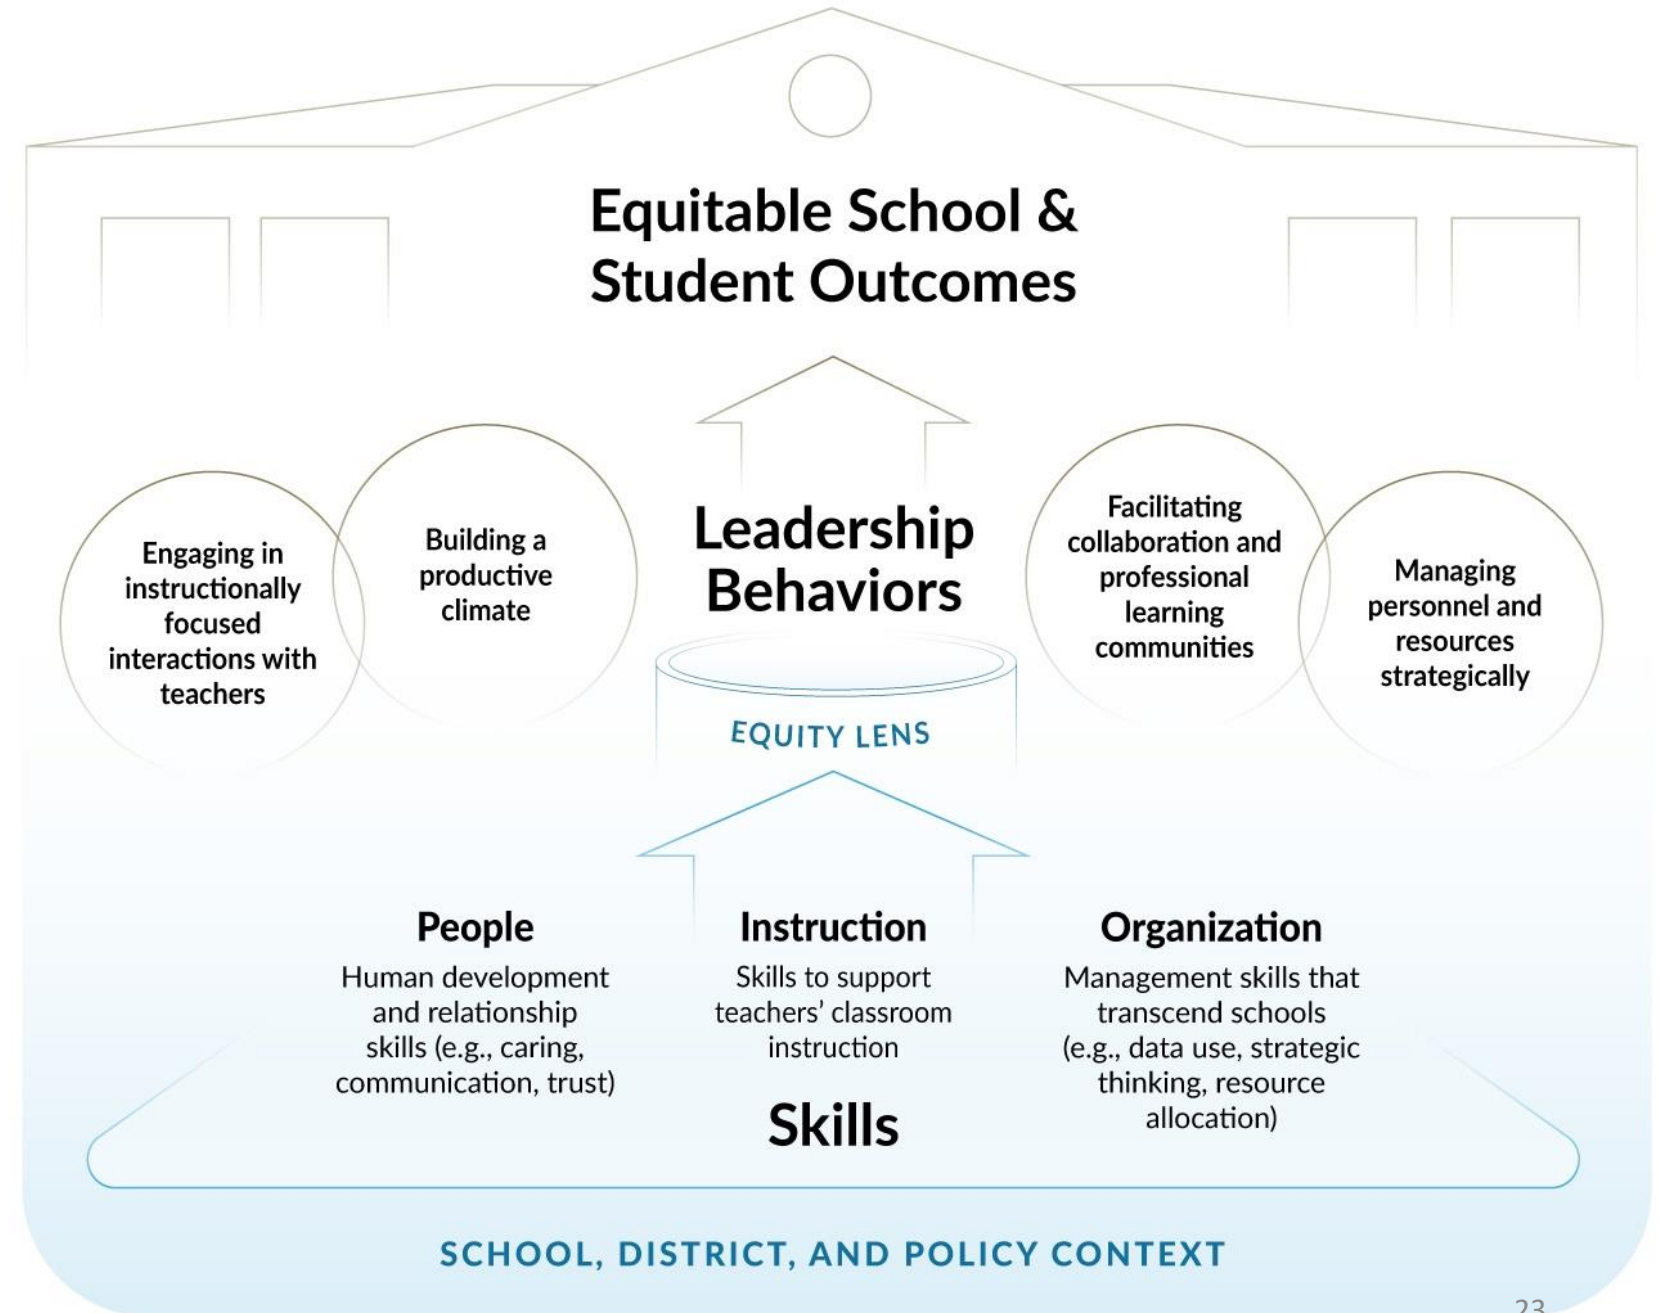 Equitable School &
Student Outcomes
Engaging in
instructionally
focused
interactions with
teachers
Building a
productive
climate
Leadership
Behaviors
Facilitating
collaboration and
professional
learning
communities
Managing
personnel and
resources
strategically
EQUITY LENS
People
Human development
and relationship
skills (e.g., caring,
communication, trust)
Instruction
Skills to support
teachers’ classroom
instruction
Organization
Management skills that
transcend schools
(e.g., data use, strategic
thinking, resource
allocation)
Skills
SCHOOL, DISTRICT, AND POLICY CONTEXT
23